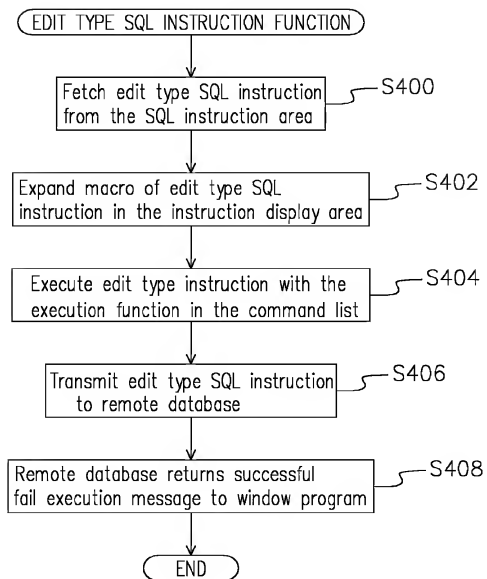 EDIT TYPE SQL INSTRUCTION FUNCTION
Fetch edit type SQL instruction
from the SQL instruction area
S400
Expand macro of edit type SQL
instruction in the instruction display area
S402
Execute edit type instruction with the
execution function in the command list
S404
Transmit edit type SQL instruction
to remote database
S406
Remote database returns successful
fail execution message to window program
S408
END